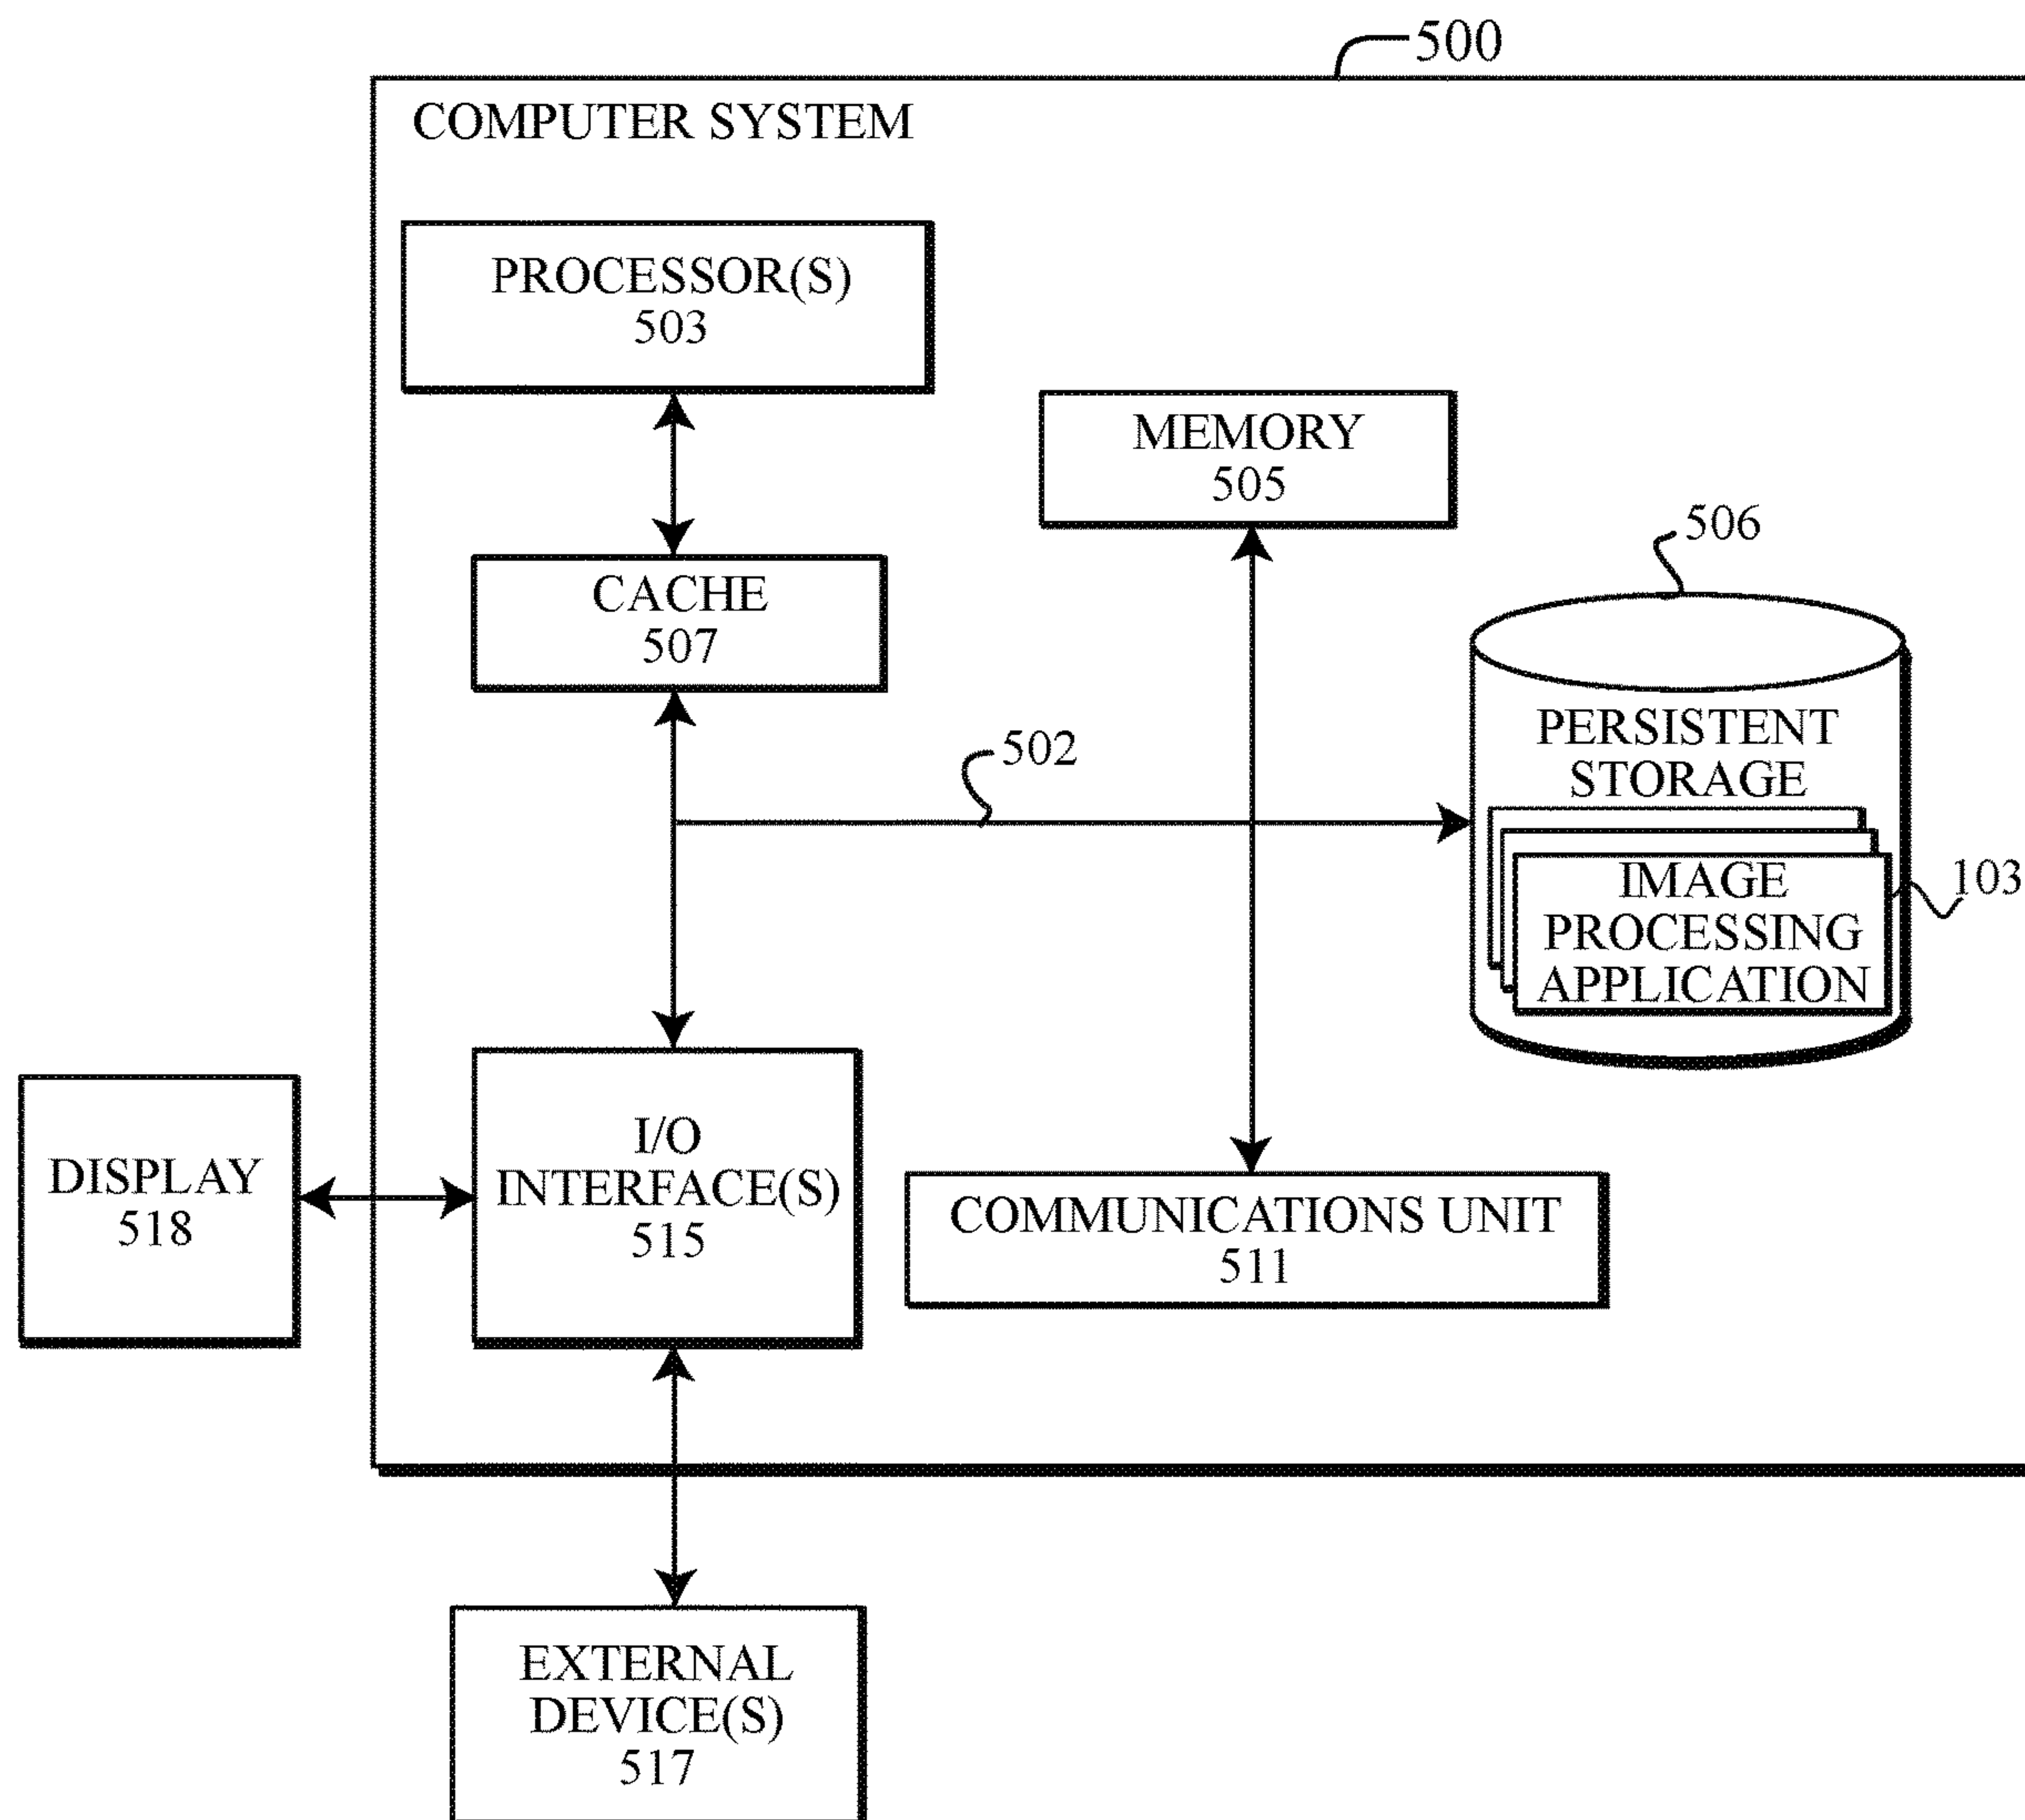 500
COMPUTER SYSTEM
PROCESSOR(S)
503
MEMORY
505
506
CACHE
507
502
PERSISTENT
STORAGE
IMAGE
PROCESSING
APPLICATION
103
I/O
INTERFACE(S)
515
DISPLAY
518
COMMUNICATIONS UNIT
511
EXTERNAL
DEVICE(S)
517